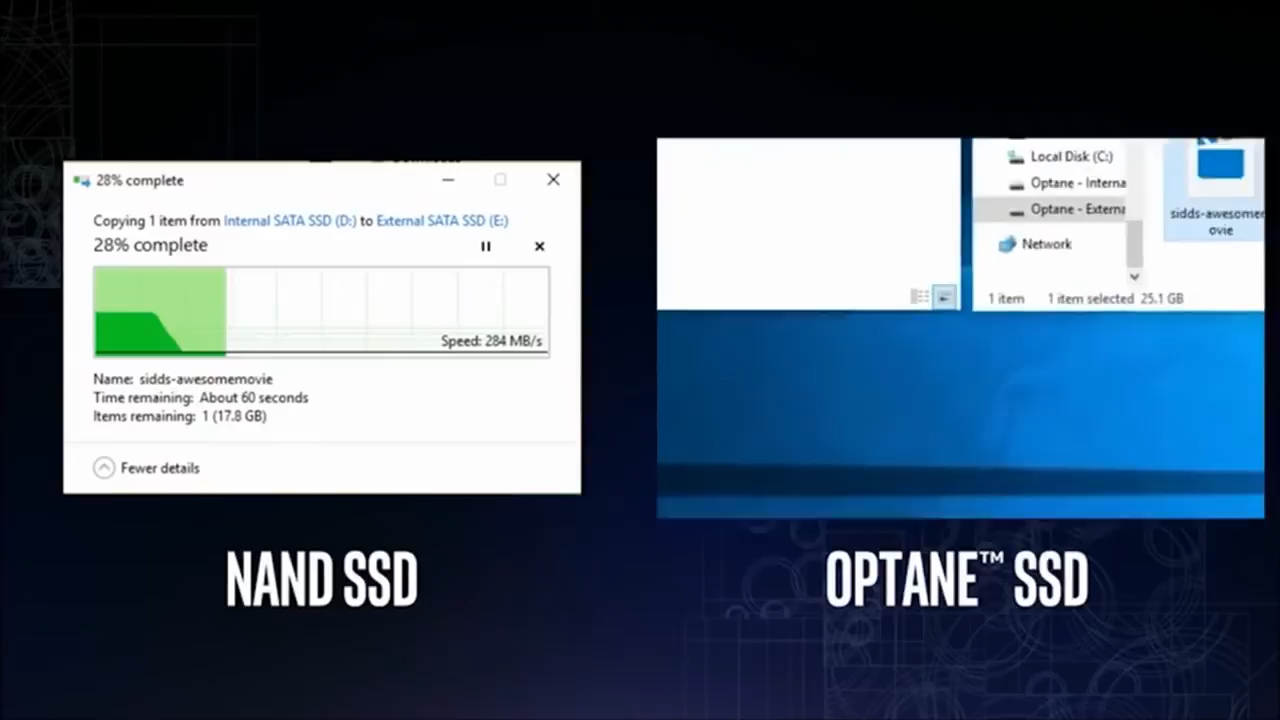 28% complete
Copying 1 item from Internal SATA SSD (D:) to External SATA SSD (E:)
28% complete
Speed: 284 MB/s
Name: sidds-awesomemovie
Time remaining: About 60 seconds
Items remaining: 1 (17.8 GB)
Fewer details
NAND SSD
Local Disk (C:)
Optane - Interna
Optane - Externa
Network
sidds-awesomem
ovie
1 item 1 item selected 25.1 GB
OPTANE™ SSD